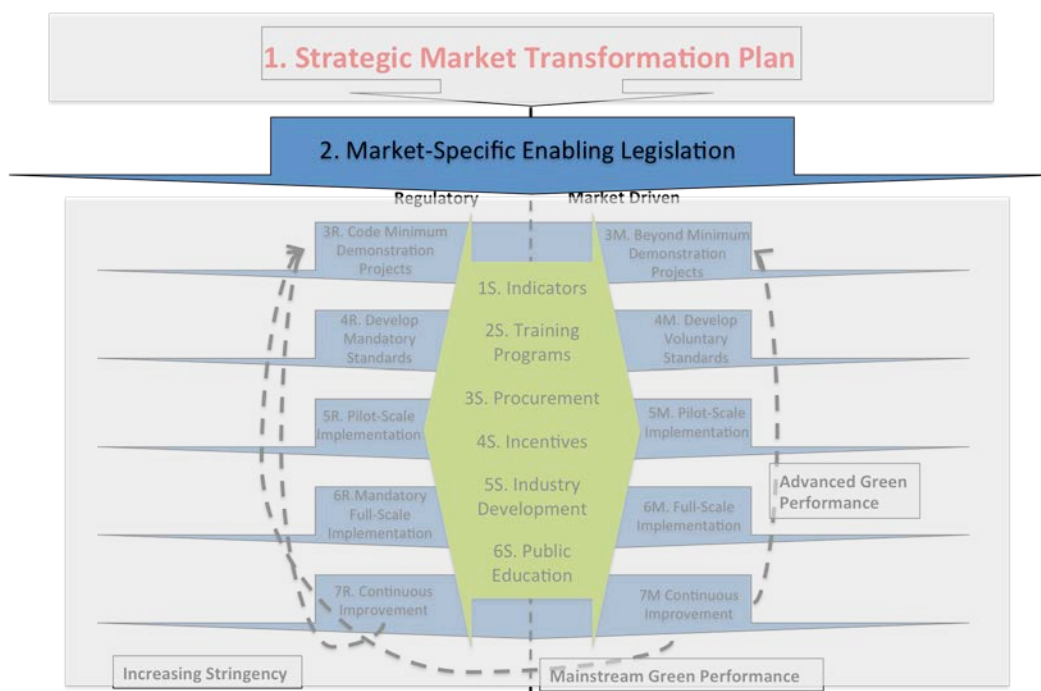 1. Strategic Market Transformation Plan
2. Market-Specific Enabling Legislation
Regulatory
Market Driven
3R. Code Minimum
Demonstration
Projects
3M. Beyond Minimum
Demonstration
Projects
1S. Indicators
4R. Develop
Mandatory
Standards
2S. Training
Programs
4M. Develop
Voluntary
Standards
3S. Procurement
5R. Pilot-Scale
Implementation
5M. Pilot-Scale
Implementation
4S. Incentives
Advanced Green
Performance
5S. Industry
Development
6R.Mandatory
Full-Scale
Implementation
6M. Full-Scale
Implementation
6S. Public
Education
7R. Continuous
Improvement
7M Continuous
Improvement
Increasing Stringency
Mainstream Green Performance